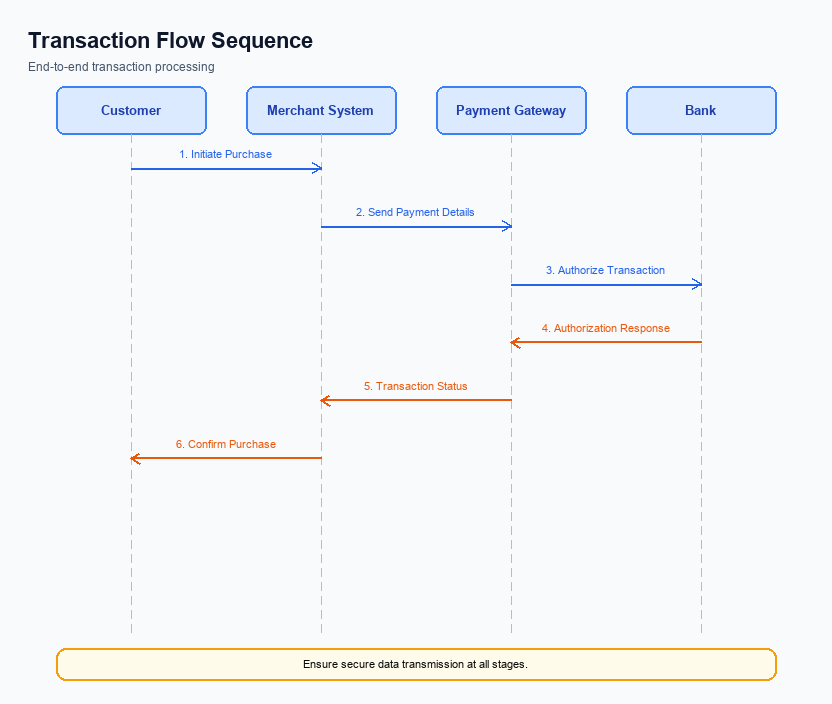 Transaction Flow Sequence
End-to-end transaction processing
Customer
Merchant System
Payment Gateway
Bank
1. Initiate Purchase
2. Send Payment Details
3. Authorize Transaction
4. Authorization Response
5. Transaction Status
6. Confirm Purchase
Ensure secure data transmission at all stages.